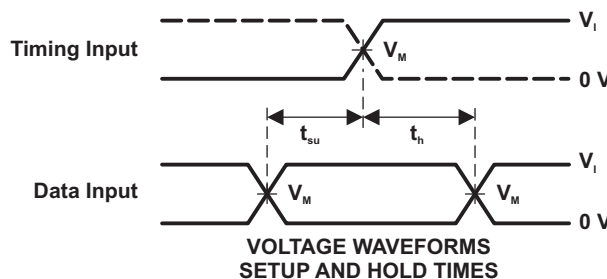 V_I
Timing Input
V_M
0 V
t_su
t_h
V_I
Data Input
V_M
V_M
0 V
VOLTAGE WAVEFORMS
SETUP AND HOLD TIMES